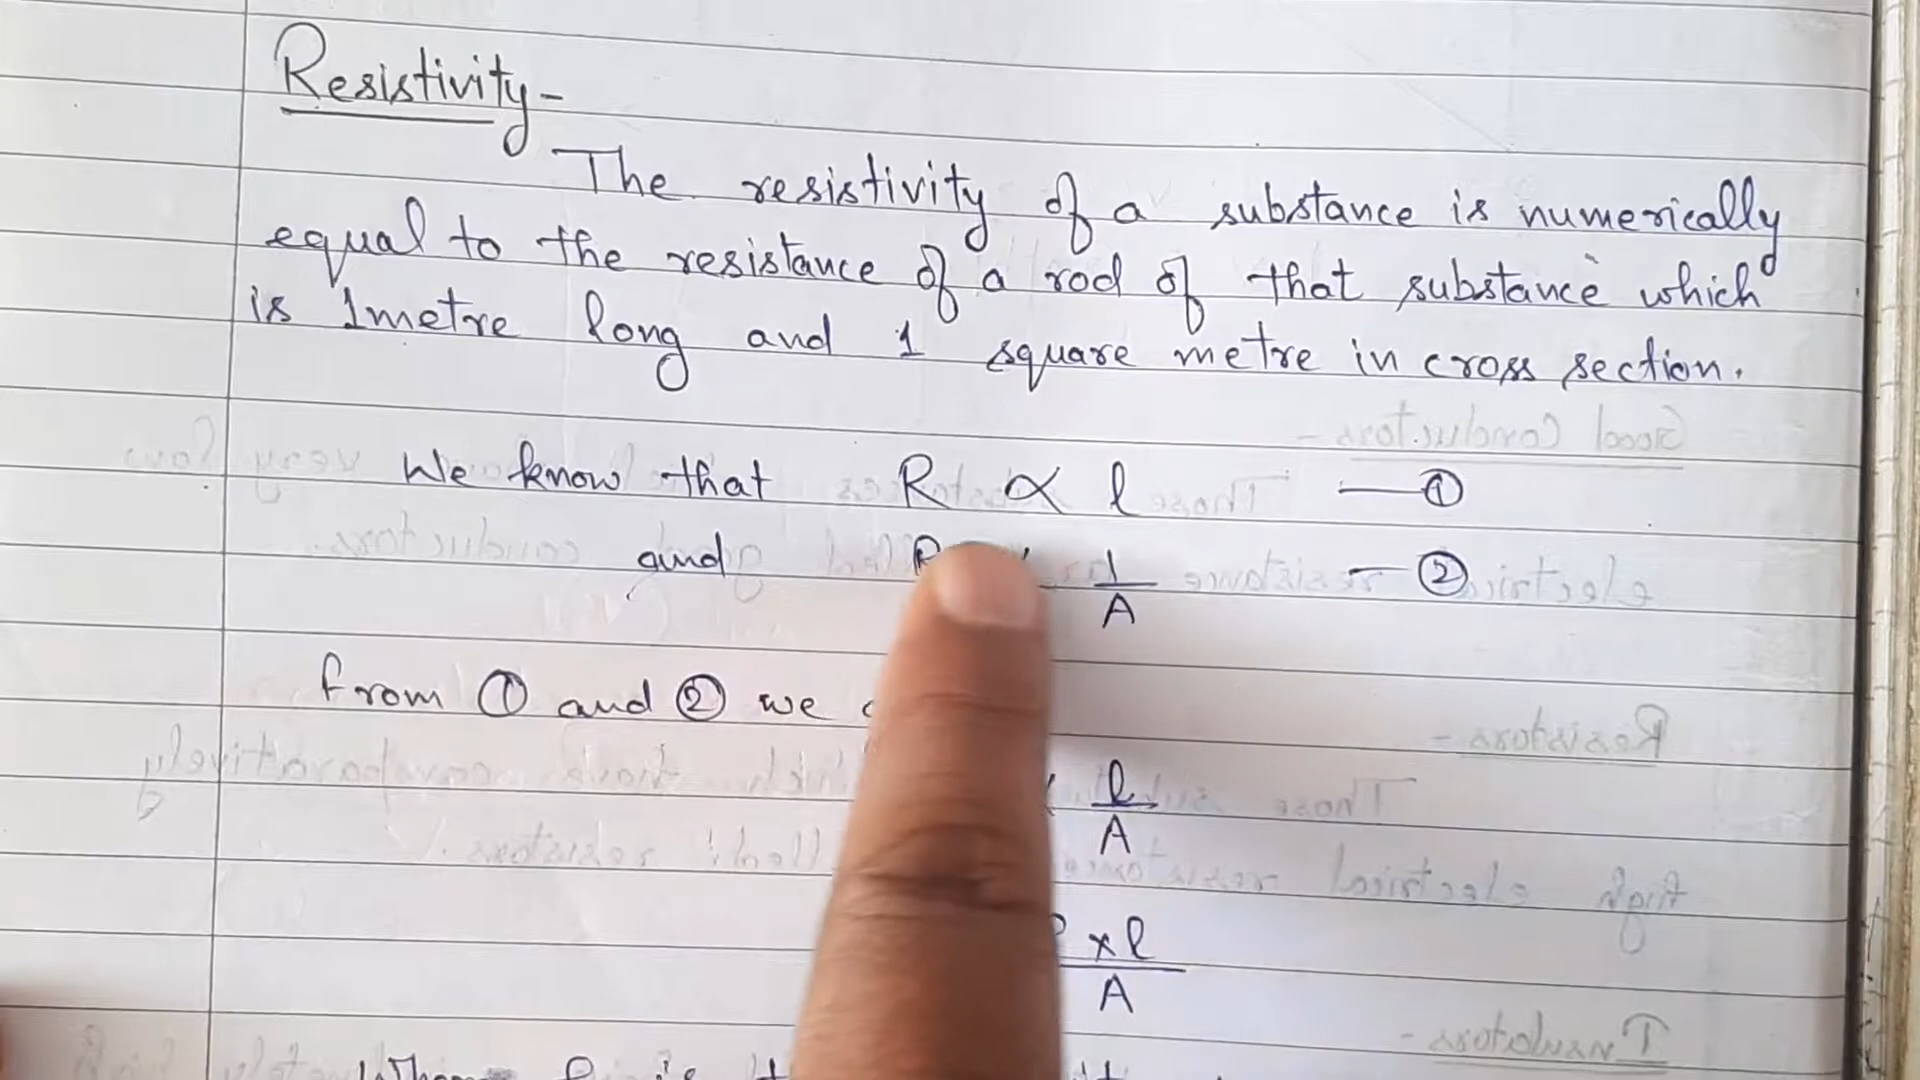 Resistivity -
The resistivity of a substance is numerically
equal to the resistance of a rod of that substance which
is 1metre long and 1 square metre in cross section.
We know that R ∝ l — ①
and R 1/A — ②
from ① and ② we
l/A
x l/A